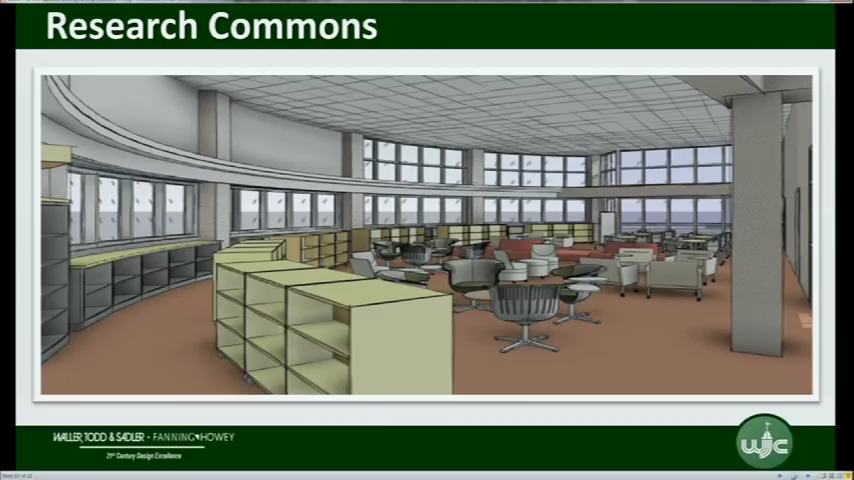 Research Commons
WALLER, TODD & SADLER • FANNING HOWEY
21st Century Design Excellence
wjc